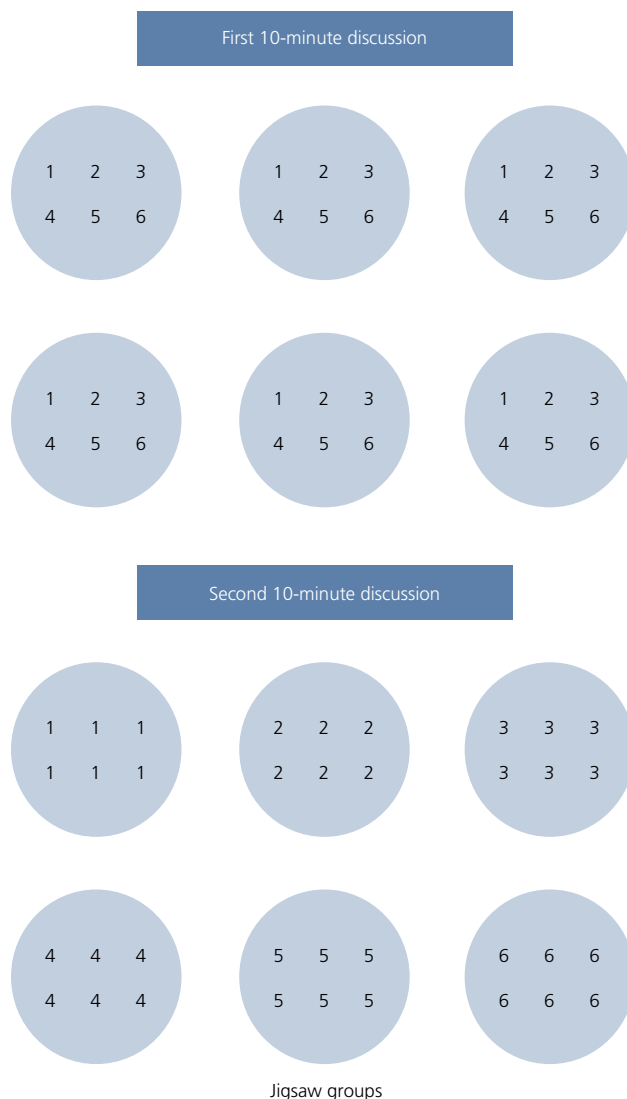 First 10-minute discussion
1 2 3 1 2 3 1 2 3
4 5 6 4 5 6 4 5 6
1 2 3 1 2 3 1 2 3
4 5 6 4 5 6 4 5 6
Second 10-minute discussion
1 1 1 2 2 2 3 3 3
1 1 1 2 2 2 3 3 3
4 4 4 5 5 5 6 6 6
4 4 4 5 5 5 6 6 6
Jigsaw groups